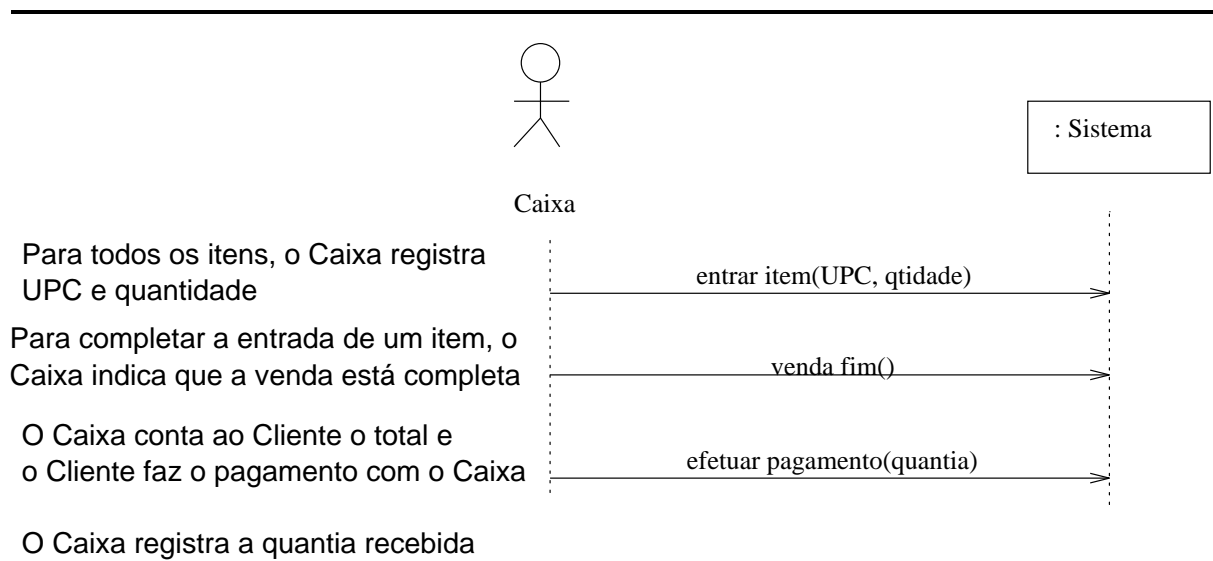 : Sistema
Caixa
Para todos os itens, o Caixa registra
UPC e quantidade
entrar item(UPC, qtidade)
Para completar a entrada de um item, o
Caixa indica que a venda está completa
venda fim()
O Caixa conta ao Cliente o total e
o Cliente faz o pagamento com o Caixa
efetuar pagamento(quantia)
O Caixa registra a quantia recebida